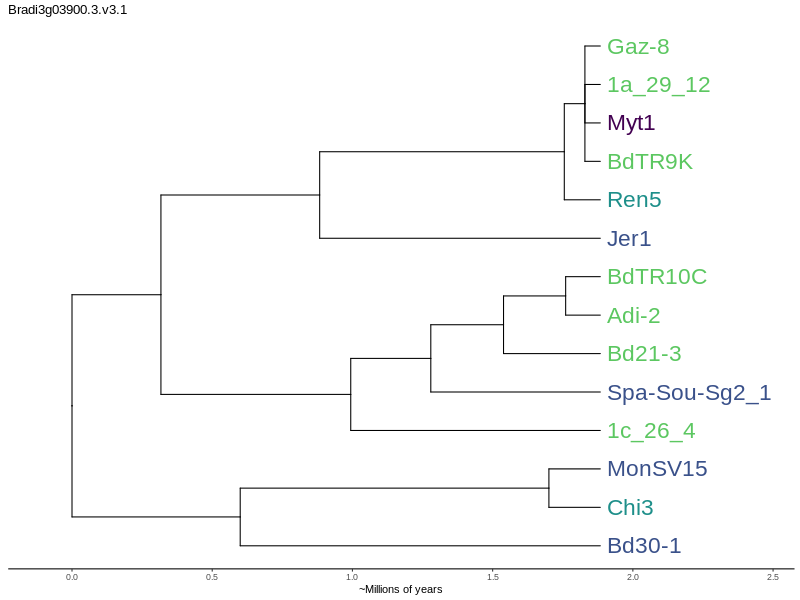 Bradi3g03900.3.v3.1
Gaz-8
1a_29_12
Myt1
BdTR9K
Ren5
Jer1
BdTR10C
Adi-2
Bd21-3
Spa-Sou-Sg2_1
1c_26_4
MonSV15
Chi3
Bd30-1
0.0 0.5 1.0 1.5 2.0 2.5
~Millions of years